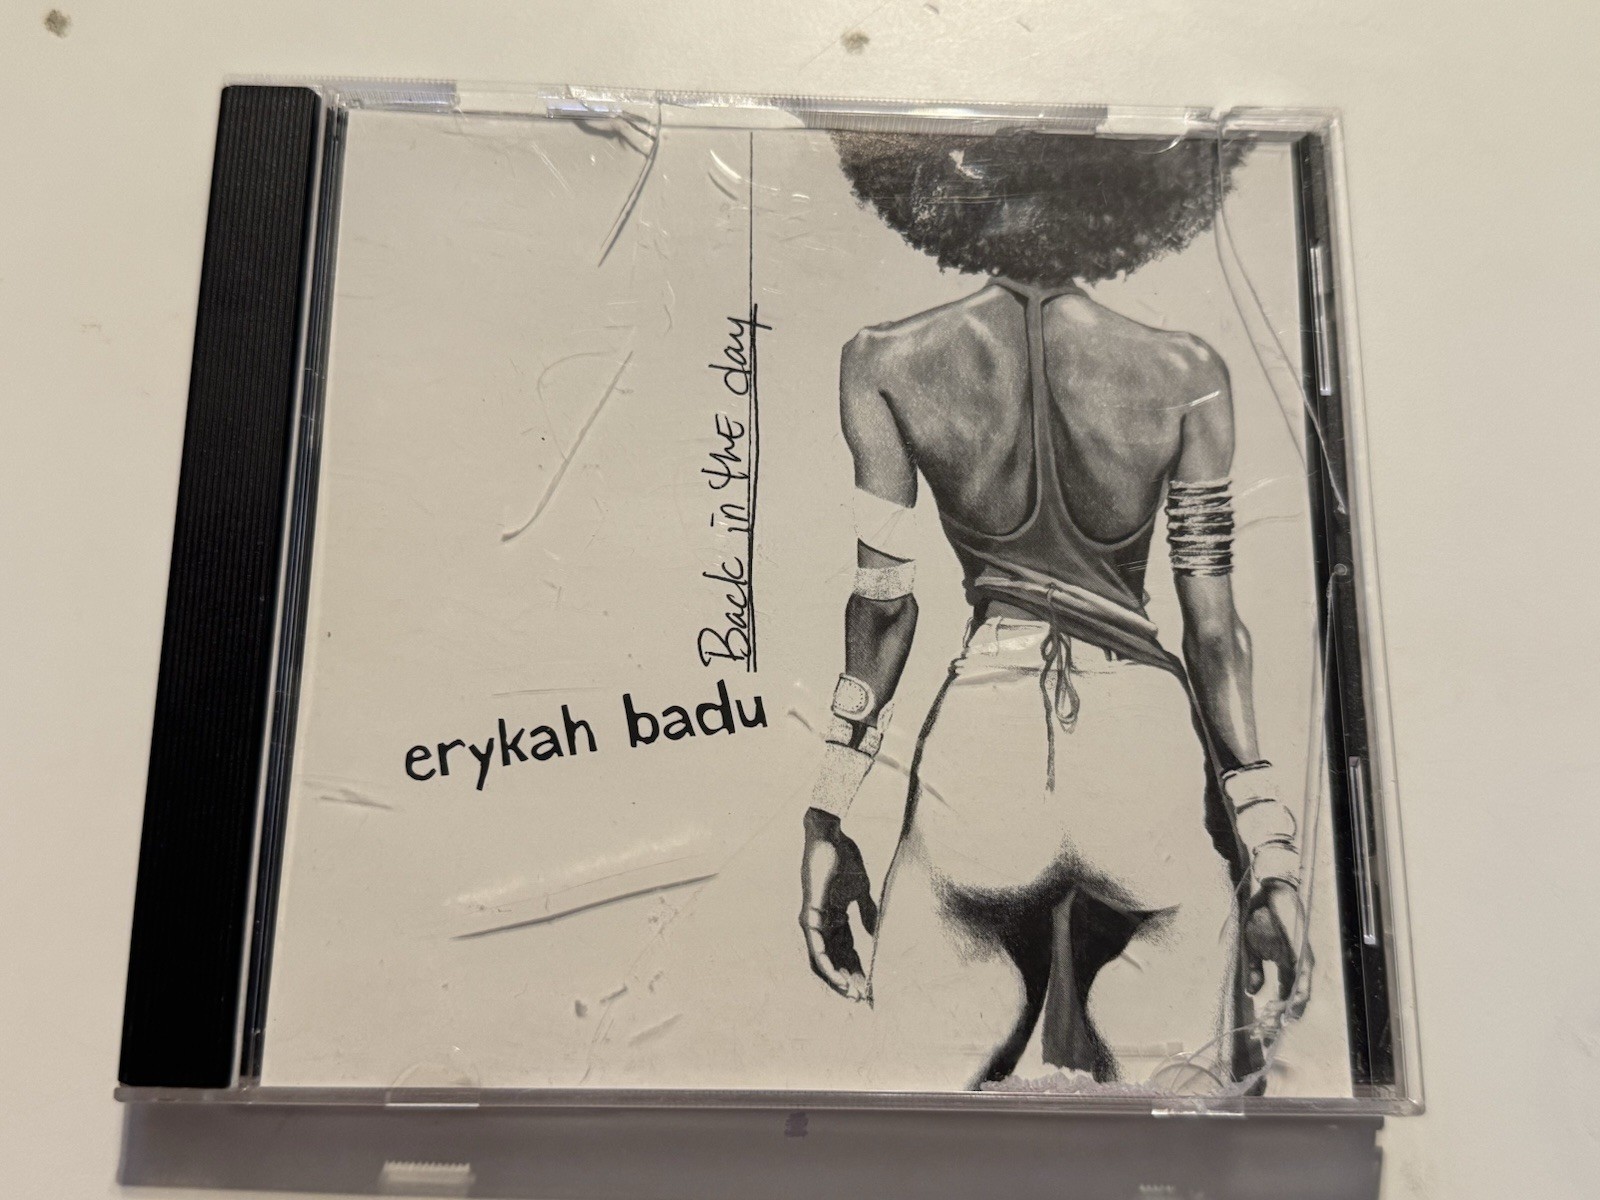 Back in the day
erykah badu